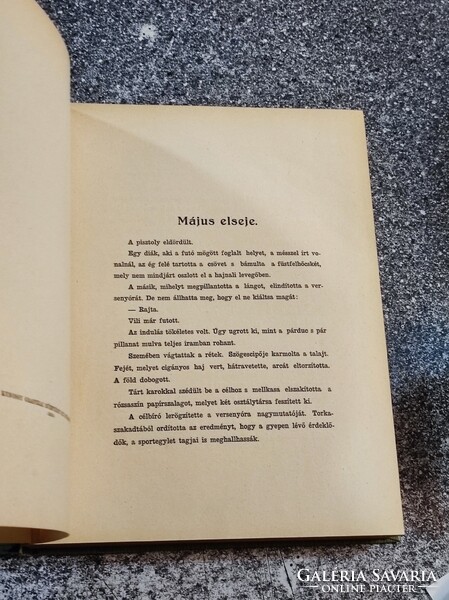 Május elseje.
A pisztoly eldördült.
Egy diák, aki a futó mögött foglalt helyet, a mésszel írt vo-
nalnál, az ég felé tartotta a csövet s bámulta a füstfelhőcskét,
mely nem mindjárt oszlott el a hajnali levegőben.
A másik, mihelyt megpillantotta a lángot, elindította a ver-
senyórát. De nem állhatta meg, hogy el ne kiáltsa magát:
— Rajta.
Vili már futott.
Az indulás tökéletes volt. Úgy ugrott ki, mint a párduc s pár
pillanat mulva teljes iramban rohant.
Szemében vágtattak a rétek. Szögescipője karmolta a talajt.
Fejét, melyet cigányos haj vert, hátravetette, arcát eltorzította.
A föld dobogott.
Tárt karokkal szédült be a célhoz s mellkasa elszakította a
rózsaszín papírszalagot, melyet két osztálytársa feszített ki.
A célbíró lerögzítette a versenyóra nagymutatóját. Torka-
szakadtából ordította az eredményt, hogy a gyepen lévő érdeklő-
dők, a sportegylet tagjai is meghallhassák.
GALERIA SAVARIA
ONLINE PIACTÉR